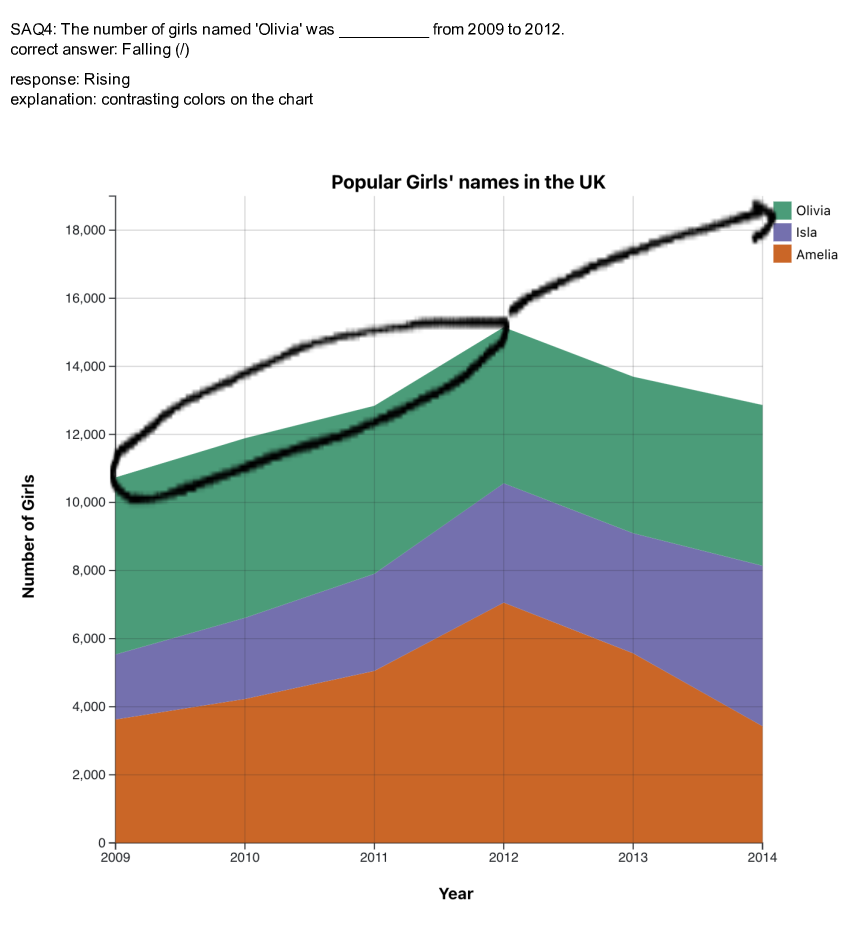 SAQ4: The number of girls named 'Olivia' was ___________ from 2009 to 2012.
correct answer: Falling (/)
response: Rising
explanation: contrasting colors on the chart
Popular Girls' names in the UK
Olivia
Isla
Amelia
18,000
16,000
14,000
12,000
10,000
8,000
6,000
4,000
2,000
0
Number of Girls
2009 2010 2011 2012 2013 2014
Year